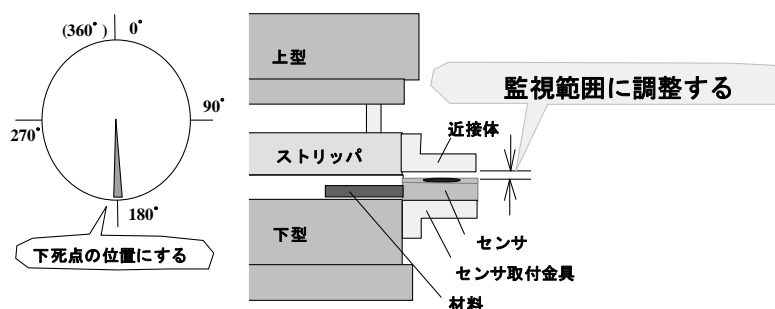 (360°)
0°
90°
270°
180°
下死点の位置にする
上型
監視範囲に調整する
近接体
ストリッパ
下型
センサ
センサ取付金具
材料